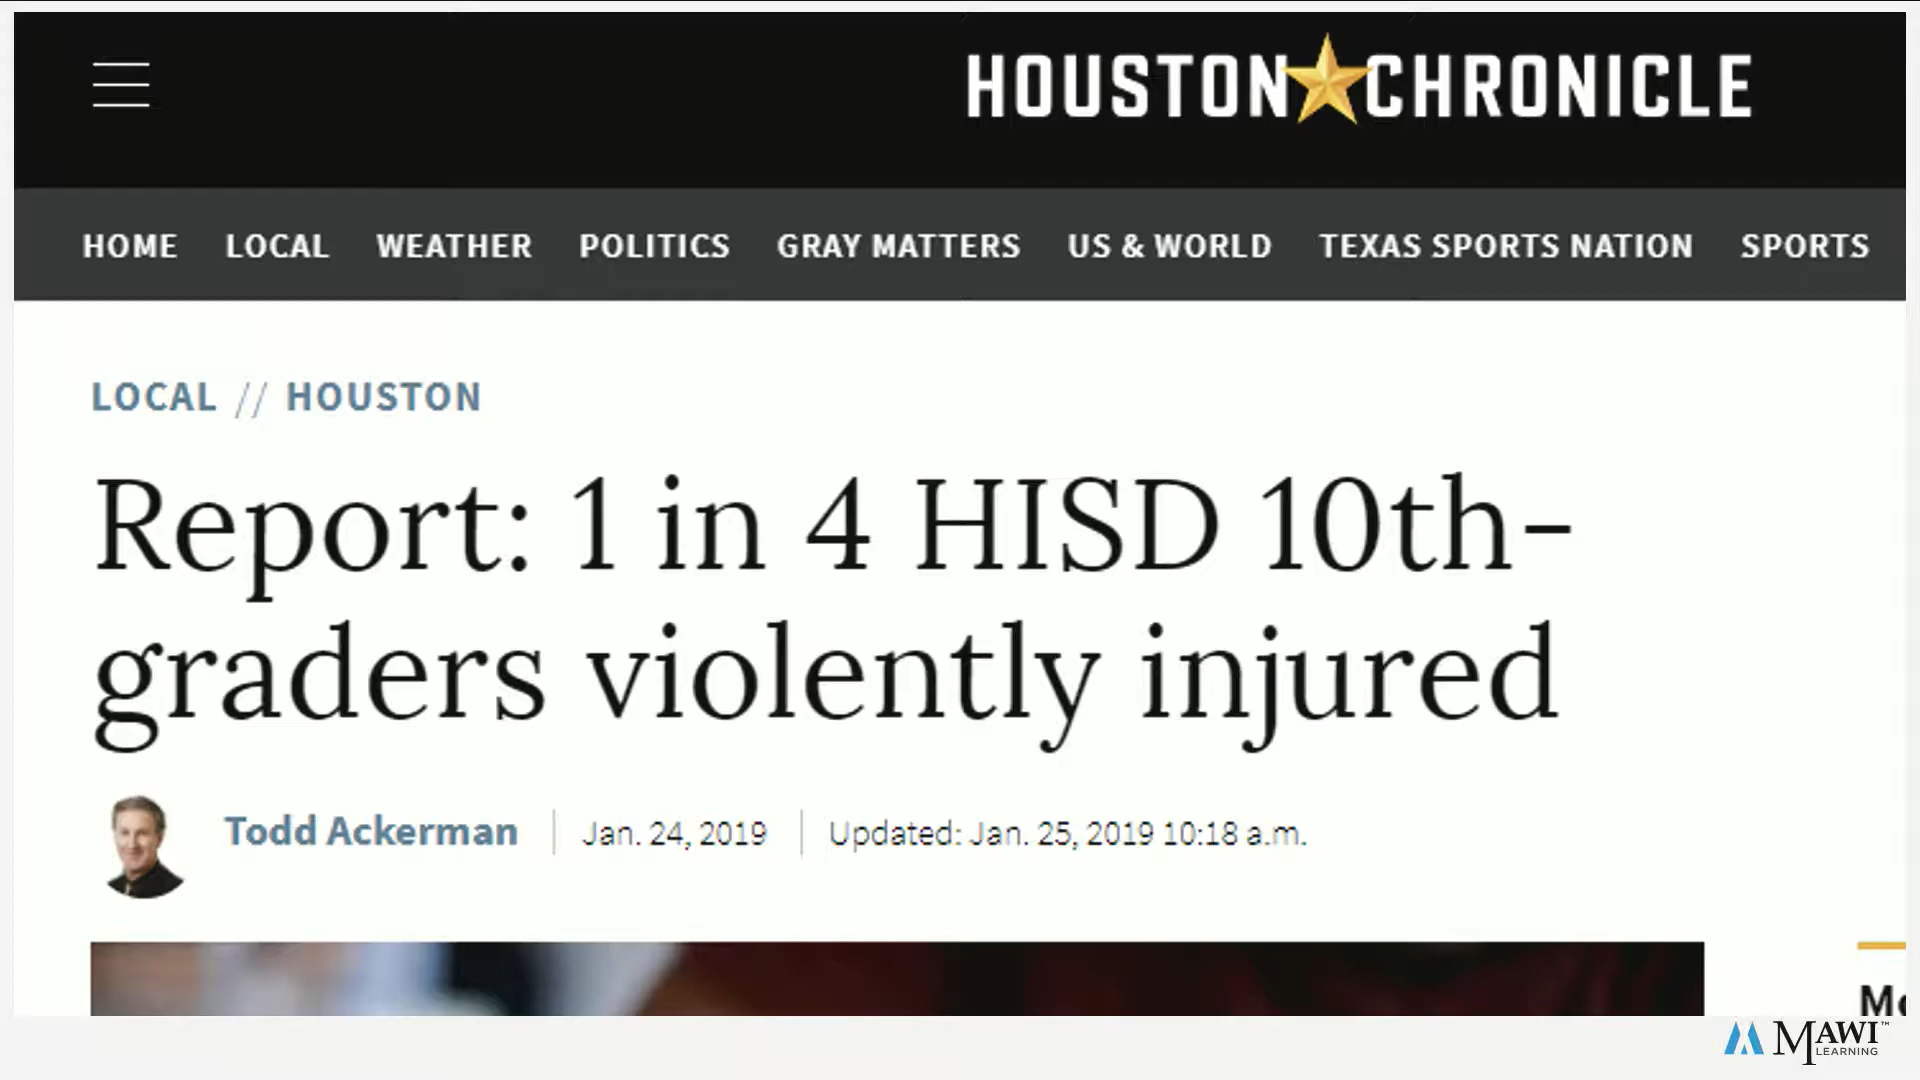 HOUSTON CHRONICLE
HOME LOCAL WEATHER POLITICS GRAY MATTERS US & WORLD TEXAS SPORTS NATION SPORTS
LOCAL // HOUSTON
Report: 1 in 4 HISD 10th-
graders violently injured
Todd Ackerman Jan. 24, 2019 Updated: Jan. 25, 2019 10:18 a.m.
MAWI™
LEARNING